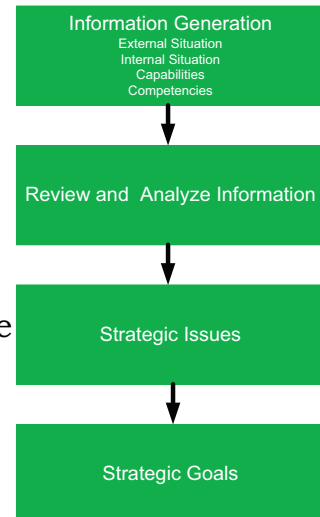 Information Generation
External Situation
Internal Situation
Capabilities
Competencies
Review and Analyze Information
e
Strategic Issues
Strategic Goals